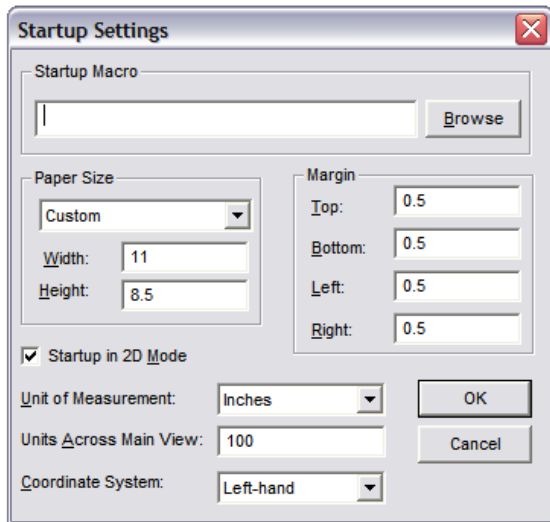 Startup Settings
Startup Macro
Browse
Paper Size
Custom
Width: 11
Height: 8.5
Margin
Top: 0.5
Bottom: 0.5
Left: 0.5
Right: 0.5
Startup in 2D Mode
Unit of Measurement: Inches
OK
Units Across Main View: 100
Cancel
Coordinate System: Left-hand